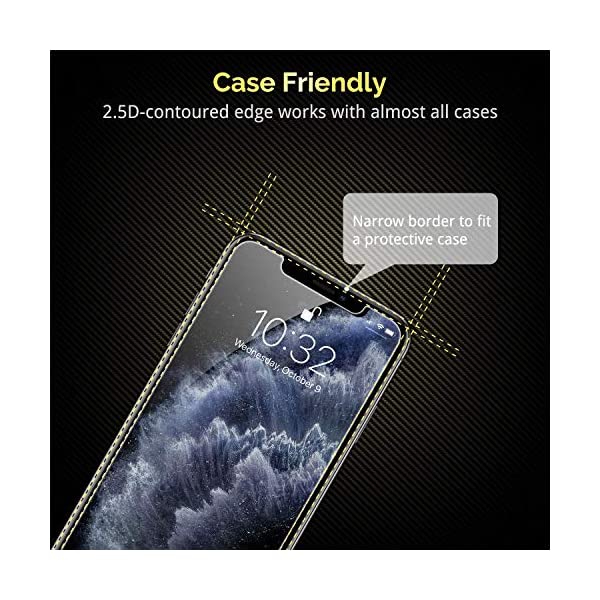 Case Friendly
2.5D-contoured edge works with almost all cases
Narrow border to fit
a protective case
10:32
Wednesday, October 9